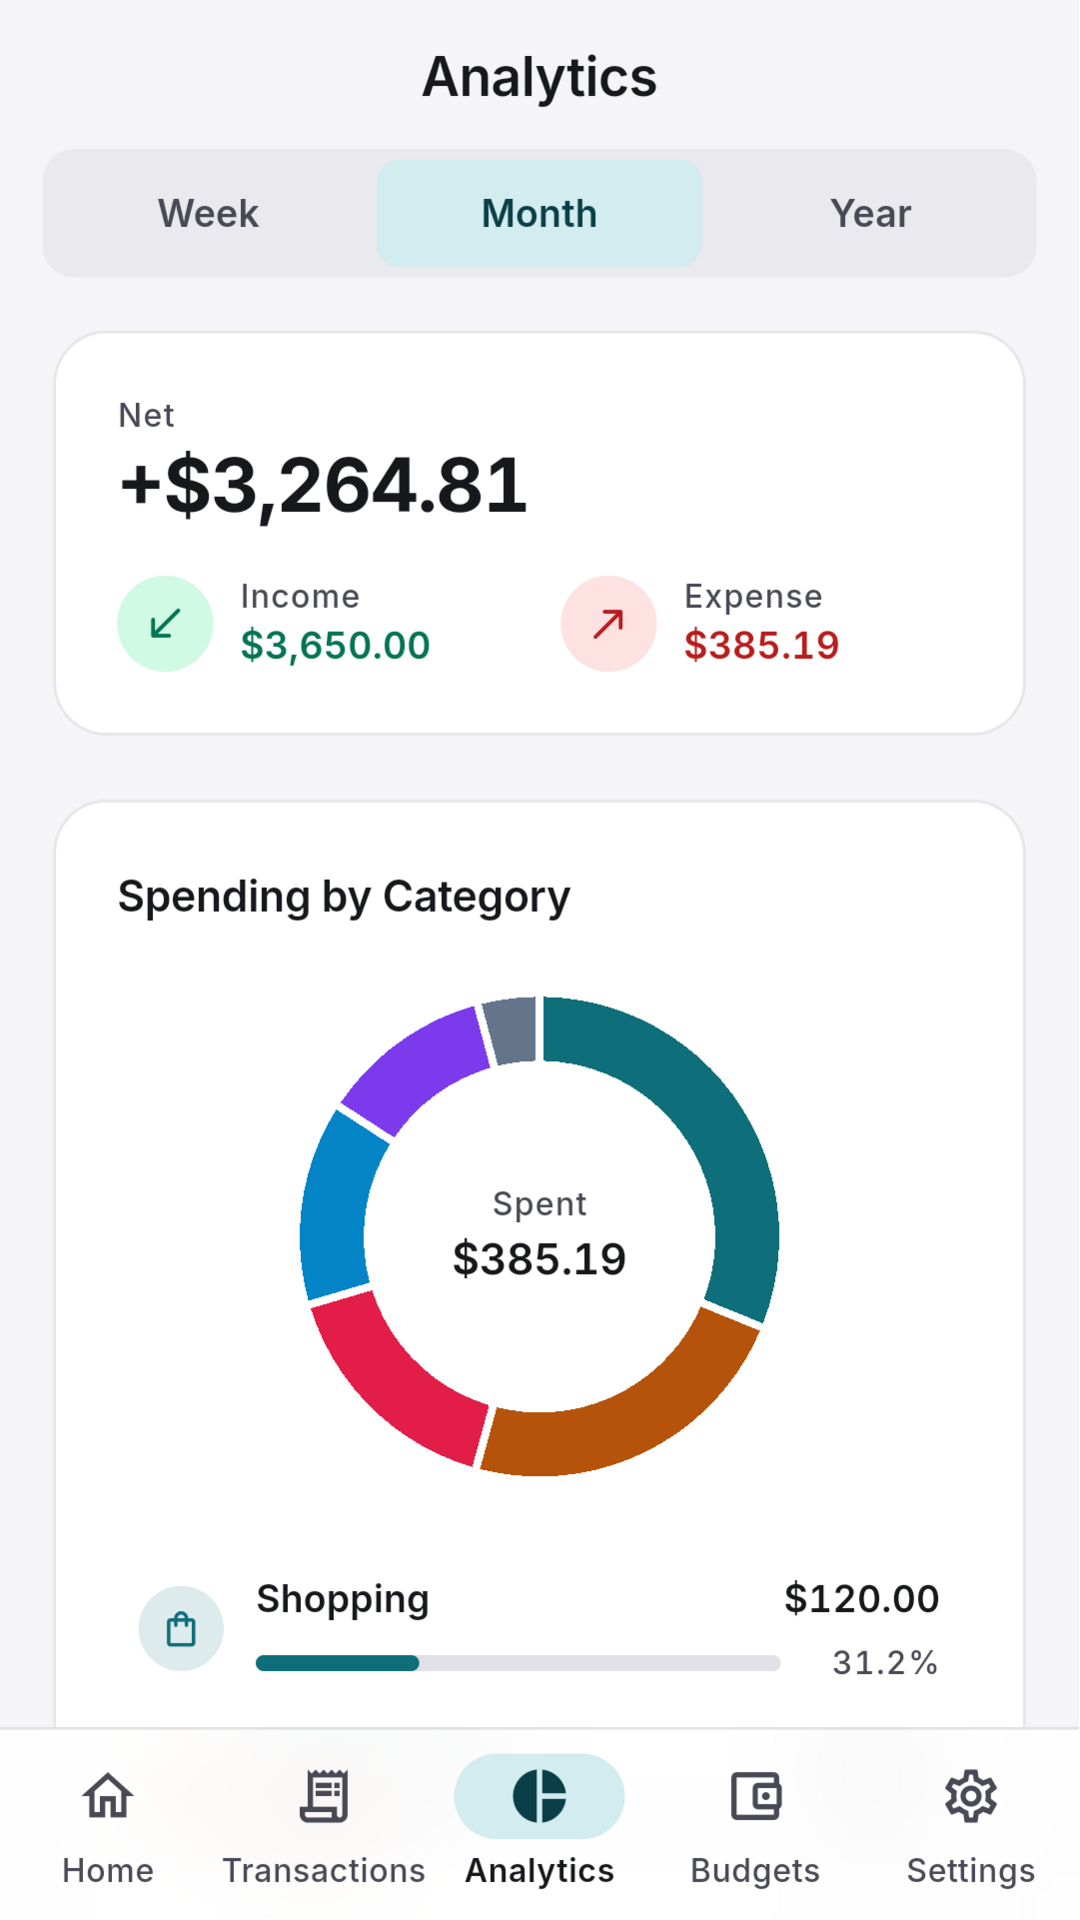 Analytics
Week Month Year
Net
+$3,264.81
Income Expense
$3,650.00 $385.19
Spending by Category
Spent
$385.19
Shopping $120.00
31.2%
Home Transactions Analytics Budgets Settings